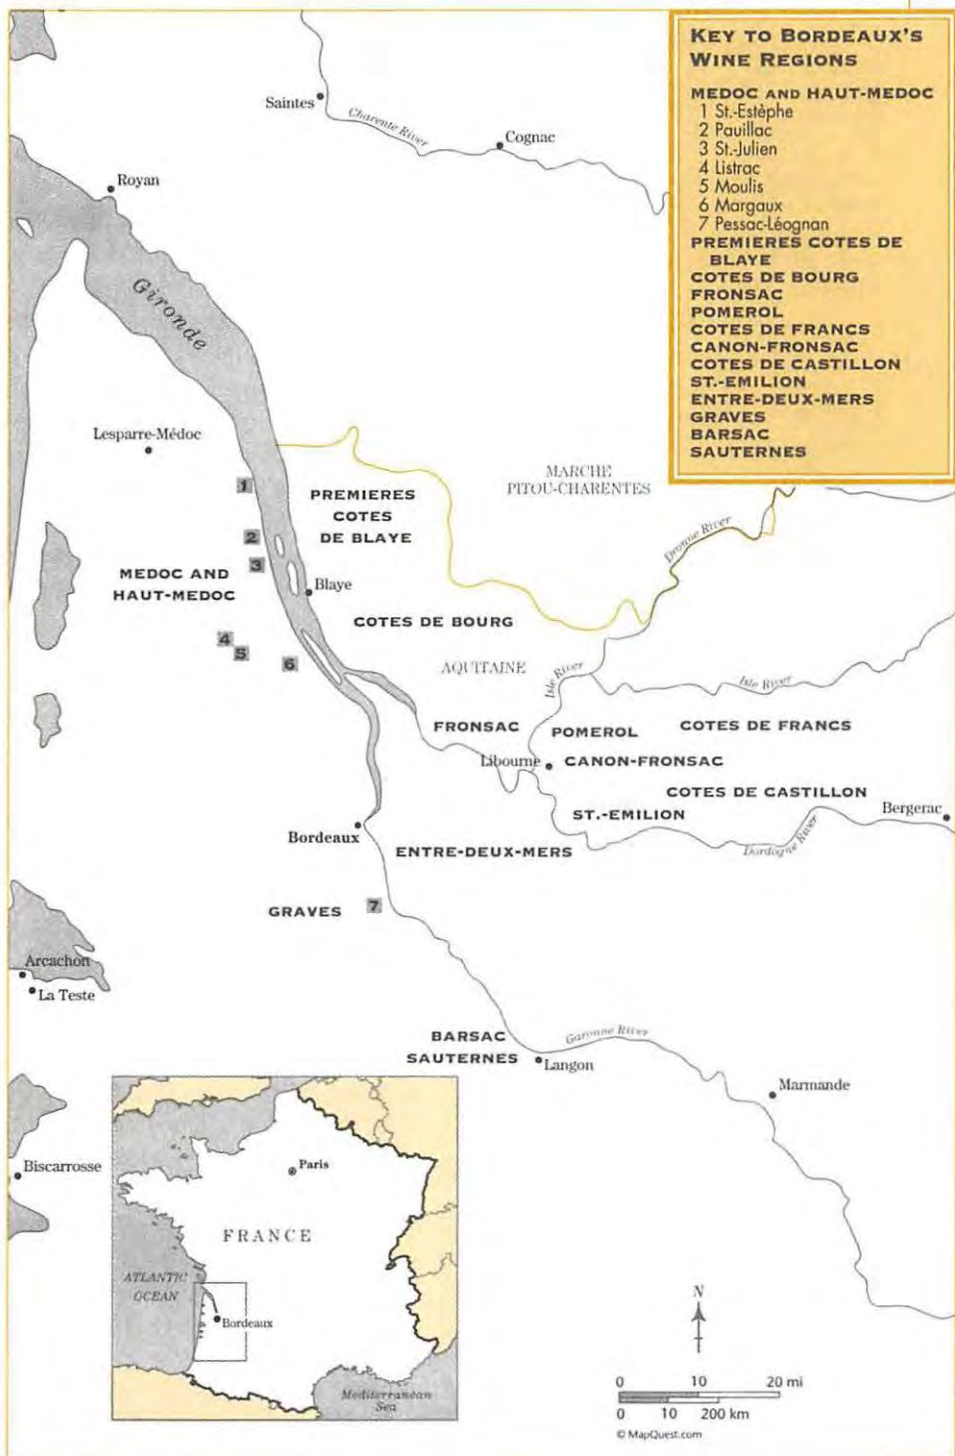 KEY TO BORDEAUX'S
WINE REGIONS
MEDOC AND HAUT-MEDOC
1 St.-Estèphe
2 Pauillac
3 St.-Julien
4 Listrac
5 Moulis
6 Margaux
7 Pessac-Léognan
PREMIERES COTES DE
BLAYE
COTES DE BOURG
FRONSAC
POMEROL
COTES DE FRANCS
CANON-FRONSAC
COTES DE CASTILLON
ST.-EMILION
ENTRE-DEUX-MERS
GRAVES
BARSAC
SAUTERNES
Saintes
Charente River
Cognac
Royan
Gironde
Lesparre-Médoc
MARCHE
PITOU-CHARENTES
1
PREMIERES
COTES
DE BLAYE
2
3
Dronne River
MEDOC AND
HAUT-MEDOC
Blaye
COTES DE BOURG
4
5
6
AQUITAINE
Isle River
Isle River
FRONSAC
POMEROL
COTES DE FRANCS
Libourne
CANON-FRONSAC
COTES DE CASTILLON
ST.-EMILION
Bergerac
Dordogne River
Bordeaux
ENTRE-DEUX-MERS
GRAVES
7
Arcachon
La Teste
BARSAC
SAUTERNES
Garonne River
Langon
Marmande
Biscarrosse
Paris
FRANCE
ATLANTIC
OCEAN
Bordeaux
Mediterranean
Sea
N
0 10 20 mi
0 10 200 km
© MapQuest.com